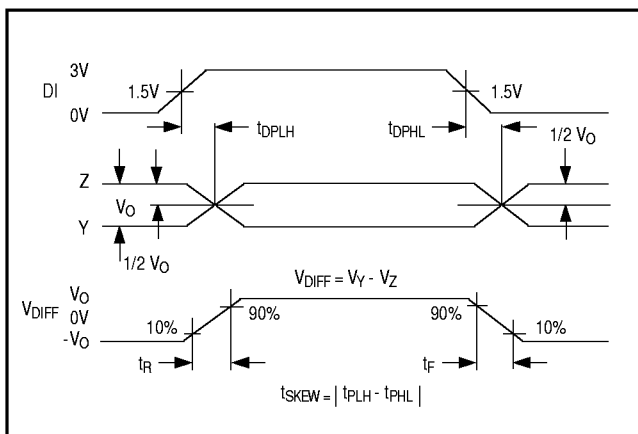 3V
DI
1.5V
1.5V
0V
tDPLH
tDPHL
1/2 VO
Z
VO
Y
1/2 VO
VDIFF = VY - VZ
VO
VDIFF
0V
-VO
10%
90%
90%
10%
tR
tF
tSKEW = | tPLH - tPHL |